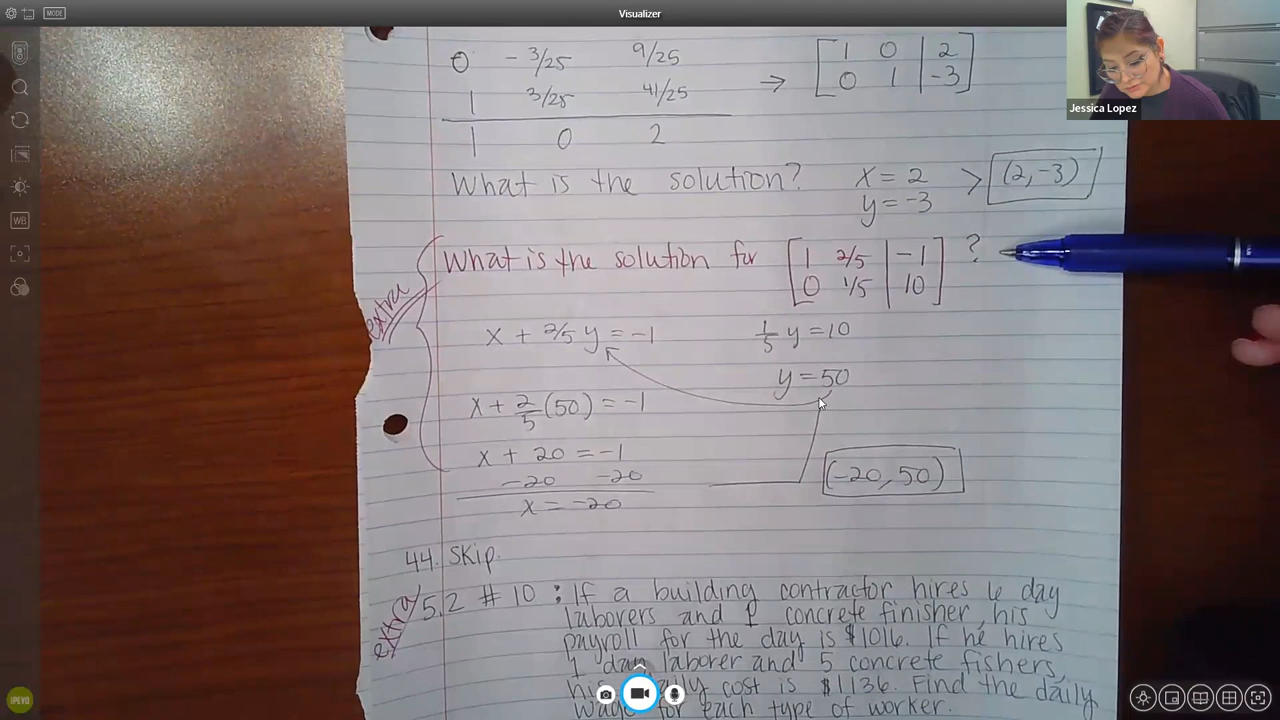 MODE
Visualizer
Jessica Lopez
WB
0 - 3/25 9/25
1 3/25 41/25
1 0 2
→ [ 1 0 | 2 ]
[ 0 1 | -3 ]
What is the solution? x = 2
y = -3 > (2, -3)
extra
What is the solution for [ 1 2/5 | -1 ] ?
[ 0 1/5 | 10 ]
x + 2/5 y = -1
1/5 y = 10
y = 50
x + 2/5 (50) = -1
x + 20 = -1
-20 -20
x = -20
(-20, 50)
44. Skip.
extra 5.2 # 10 : If a building contractor hires 6 day
laborers and 1 concrete finisher, his
payroll for the day is $1016. If he hires
1 day laborer and 5 concrete fishers,
his daily cost is $1136. Find the daily
wage for each type of worker.
IPEVO